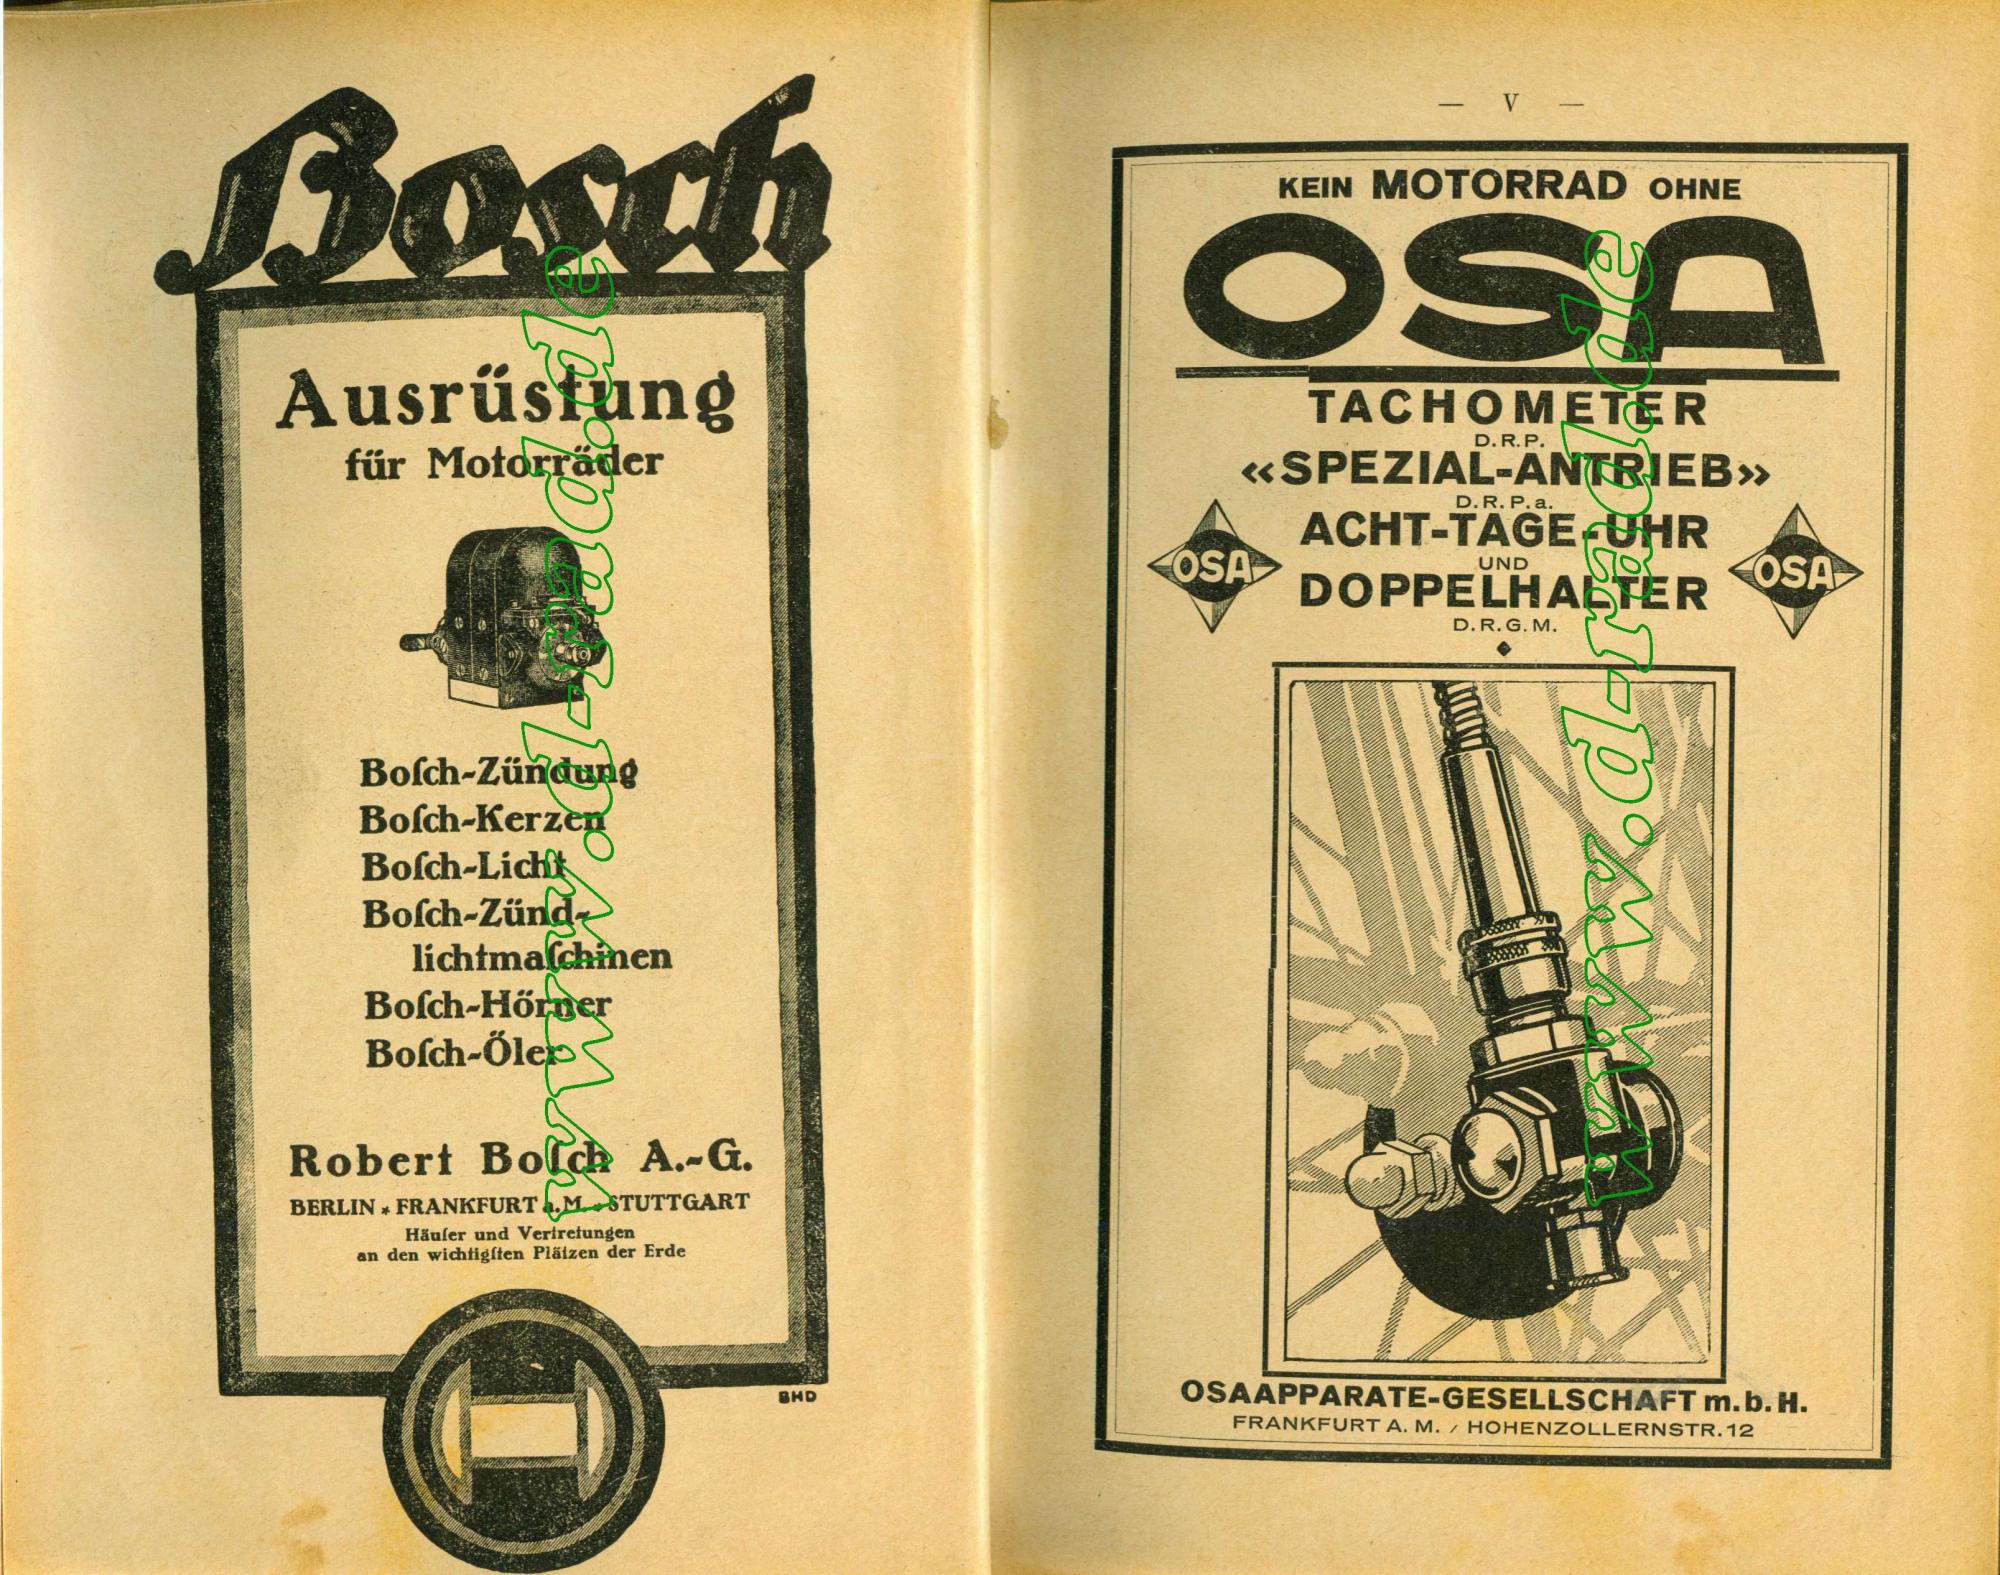 Bosch
Ausrüstung
für Motorräder
Boſch-Zündung
Boſch-Kerzen
Boſch-Licht
Boſch-Zünd-
lichtmaſchinen
Boſch-Hörner
Boſch-Öler
Robert Boſch A.-G.
BERLIN * FRANKFURT a.M. * STUTTGART
Häuſer und Vertretungen
an den wichtigſten Plätzen der Erde
BHD
www.d-rad.de
— V —
KEIN MOTORRAD OHNE
OSA
TACHOMETER
D.R.P.
«SPEZIAL-ANTRIEB»
D.R.P.a.
ACHT-TAGE-UHR
UND
DOPPELHALTER
D.R.G.M.
OSA
OSA
OSAAPPARATE-GESELLSCHAFT m.b.H.
FRANKFURT A. M. / HOHENZOLLERNSTR.12
www.d-rad.de